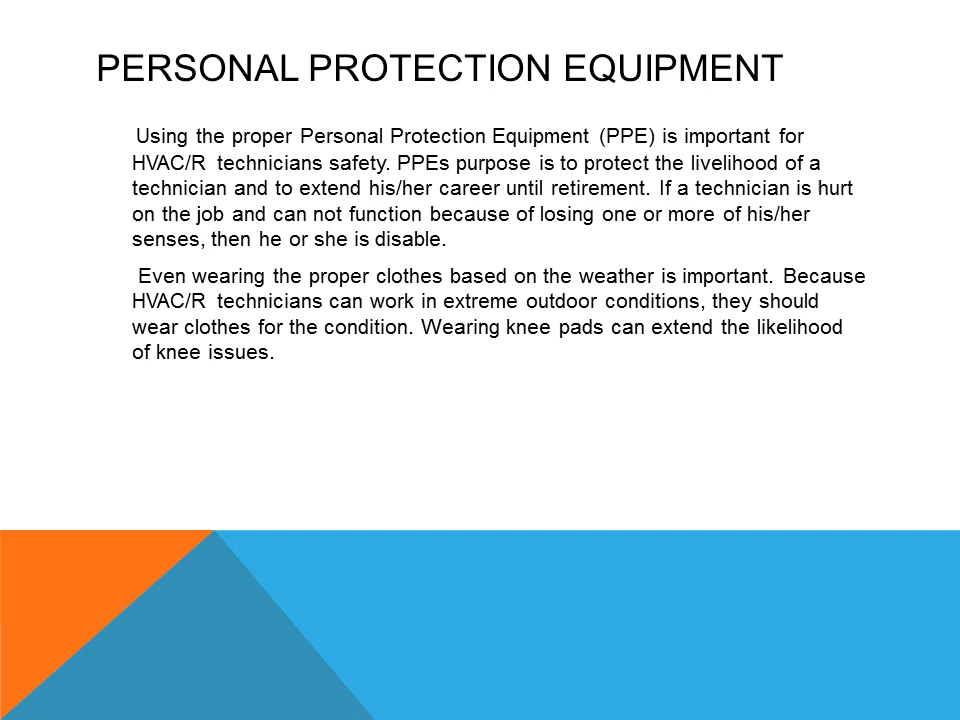 PERSONAL PROTECTION EQUIPMENT
Using the proper Personal Protection Equipment (PPE) is important for
HVAC/R technicians safety. PPEs purpose is to protect the livelihood of a
technician and to extend his/her career until retirement. If a technician is hurt
on the job and can not function because of losing one or more of his/her
senses, then he or she is disable.
Even wearing the proper clothes based on the weather is important. Because
HVAC/R technicians can work in extreme outdoor conditions, they should
wear clothes for the condition. Wearing knee pads can extend the likelihood
of knee issues.